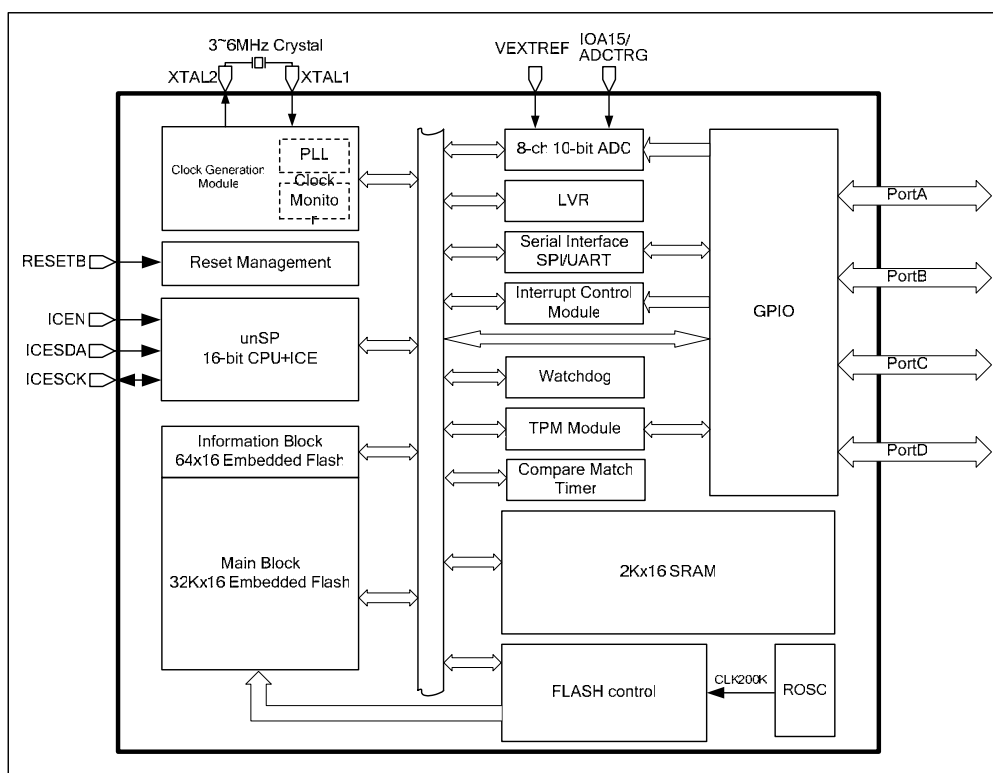 3~6MHz Crystal
XTAL2
XTAL1
VEXTREF
IOA15/
ADCTRG
Clock Generation
Module
PLL
Clock
Monito
r
8-ch 10-bit ADC
LVR
Serial Interface
SPI/UART
Interrupt Control
Module
GPIO
PortA
PortB
PortC
PortD
RESETB
Reset Management
ICEN
ICESDA
ICESCK
unSP
16-bit CPU+ICE
Watchdog
TPM Module
Compare Match
Timer
Information Block
64x16 Embedded Flash
Main Block
32Kx16 Embedded Flash
2Kx16 SRAM
FLASH control
CLK200K
ROSC